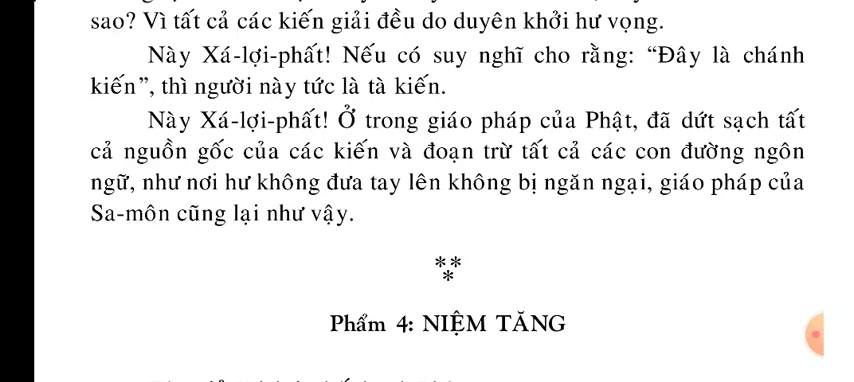 sao? Vì tất cả các kiến giải đều do duyên khởi hư vọng.
Này Xá-lợi-phất! Nếu có suy nghĩ cho rằng: “Đây là chánh
kiến”, thì người này tức là tà kiến.
Này Xá-lợi-phất! Ở trong giáo pháp của Phật, đã dứt sạch tất
cả nguồn gốc của các kiến và đoạn trừ tất cả các con đường ngôn
ngữ, như nơi hư không đưa tay lên không bị ngăn ngại, giáo pháp của
Sa-môn cũng lại như vậy.
**
*
Phẩm 4: NIỆM TĂNG